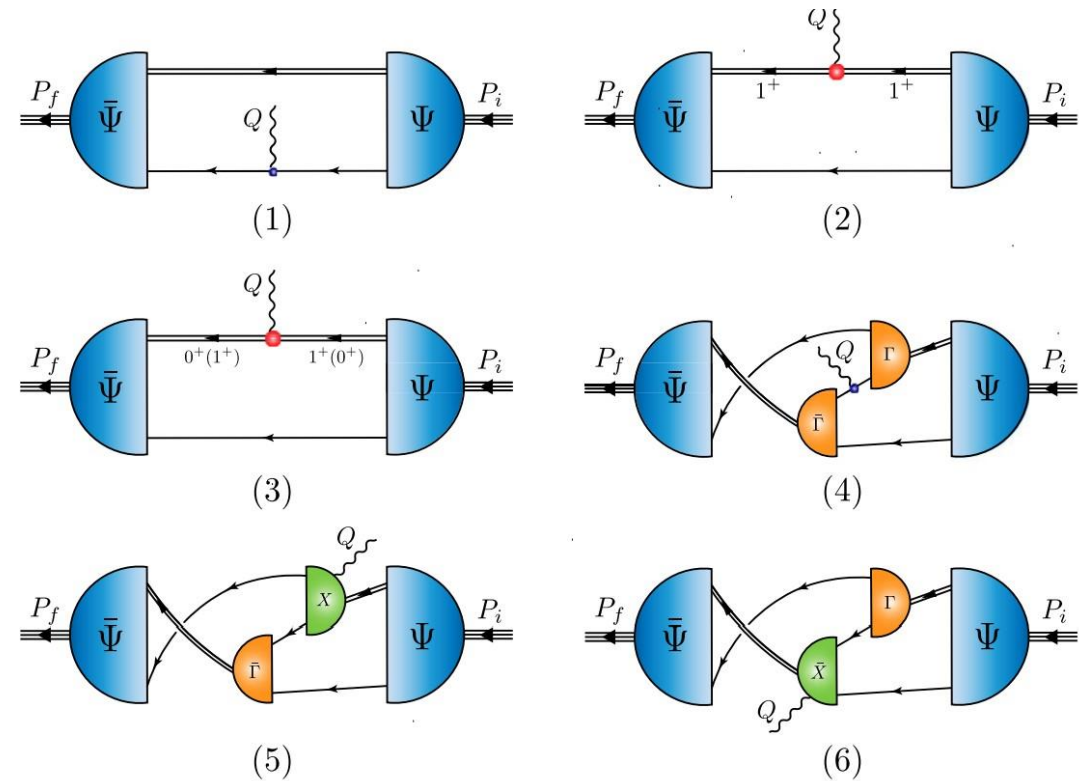 Q
P_f Ψ̄ Ψ P_i
(1)
Q
P_f Ψ̄ 1⁺ 1⁺ Ψ P_i
(2)
Q
P_f Ψ̄ 0⁺(1⁺) 1⁺(0⁺) Ψ P_i
(3)
Q Γ
P_f Ψ̄ Γ̄ Ψ P_i
(4)
Q
X
P_f Ψ̄ Γ̄ Ψ P_i
(5)
Γ
P_f Ψ̄ X̄ Ψ P_i
Q
(6)